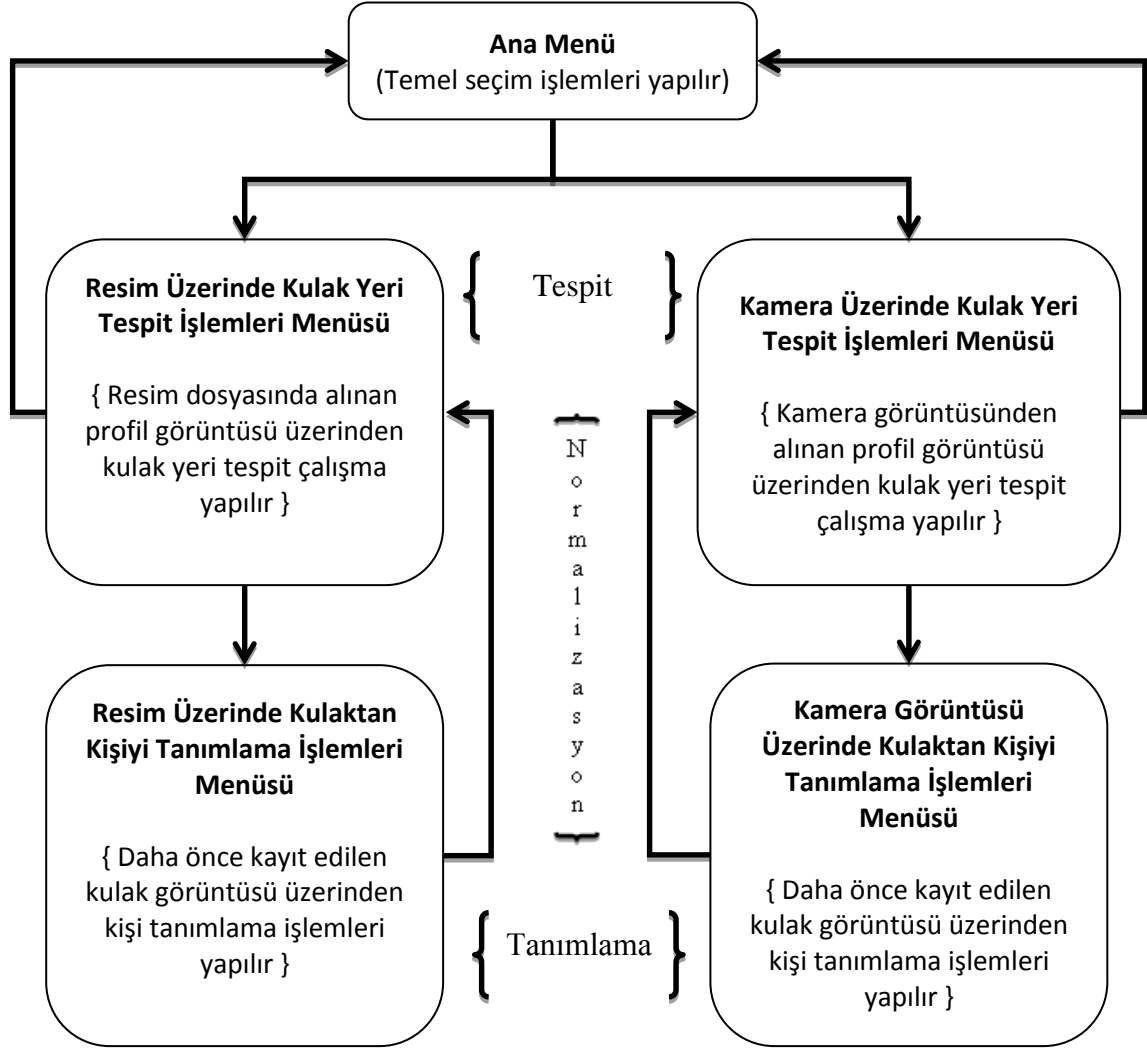 Ana Menü
(Temel seçim işlemleri yapılır)
Resim Üzerinde Kulak Yeri
Tespit İşlemleri Menüsü
{ Resim dosyasında alınan
profil görüntüsü üzerinden
kulak yeri tespit çalışma
yapılır }
{ Tespit }
Kamera Üzerinde Kulak Yeri
Tespit İşlemleri Menüsü
{ Kamera görüntüsünden
alınan profil görüntüsü
üzerinden kulak yeri tespit
çalışma yapılır }
{ Normalizasyon }
Resim Üzerinde Kulaktan
Kişiyi Tanımlama İşlemleri
Menüsü
{ Daha önce kayıt edilen
kulak görüntüsü üzerinden
kişi tanımlama işlemleri
yapılır }
{ Tanımlama }
Kamera Görüntüsü
Üzerinde Kulaktan Kişiyi
Tanımlama İşlemleri
Menüsü
{ Daha önce kayıt edilen
kulak görüntüsü üzerinden
kişi tanımlama işlemleri
yapılır }